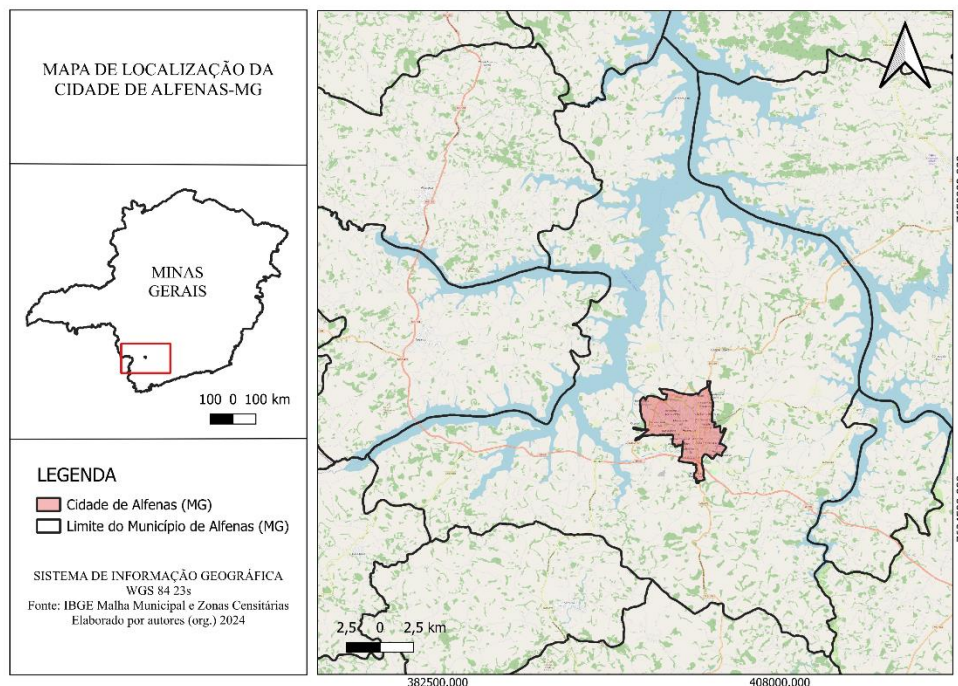 MAPA DE LOCALIZAÇÃO DA
CIDADE DE ALFENAS-MG
MINAS
GERAIS
100 0 100 km
LEGENDA
Cidade de Alfenas (MG)
Limite do Município de Alfenas (MG)
SISTEMA DE INFORMAÇÃO GEOGRÁFICA
WGS 84 23s
Fonte: IBGE Malha Municipal e Zonas Censitárias
Elaborado por autores (org.) 2024
2,5 0 2,5 km
382500.000
408000.000